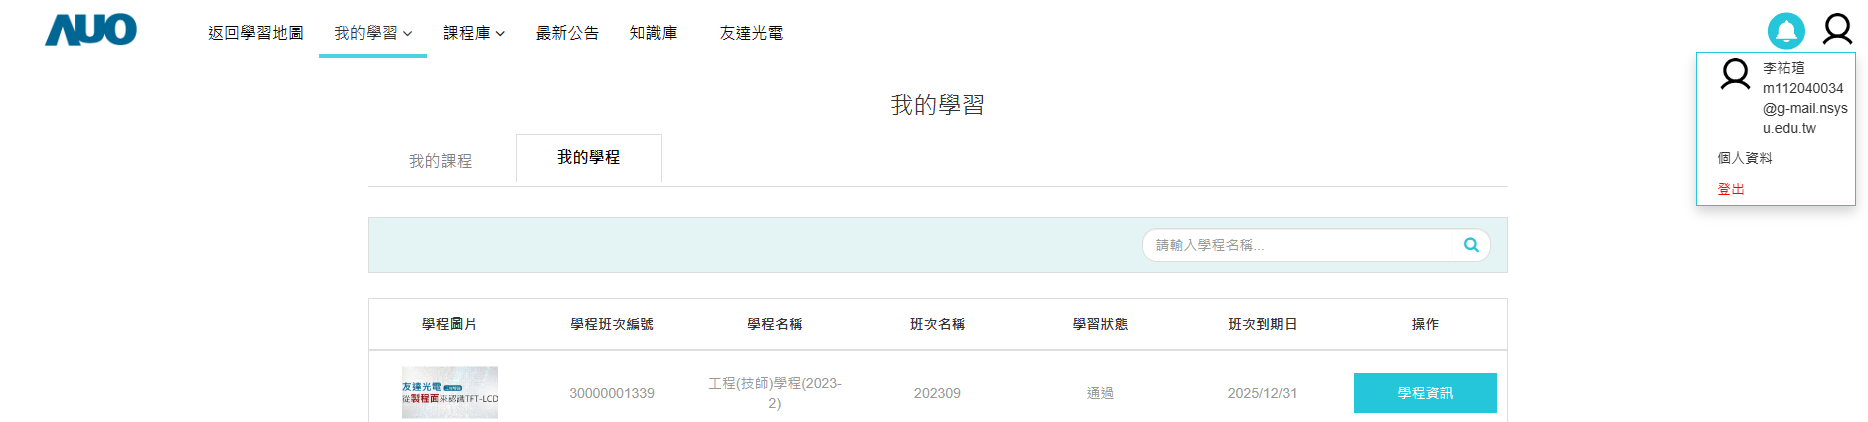 AUO
返回學習地圖 我的學習 課程庫 最新公告 知識庫 友達光電
李祐瑄
m112040034
@g-mail.nsys
u.edu.tw
個人資料
登出
我的學習
我的課程 我的學程
請輸入學程名稱...
學程圖片 學程班次編號 學程名稱 班次名稱 學習狀態 班次到期日 操作
友達光電
從製程面來認識TFT-LCD
30000001339 工程(技師)學程(2023-
2) 202309 通過 2025/12/31 學程資訊